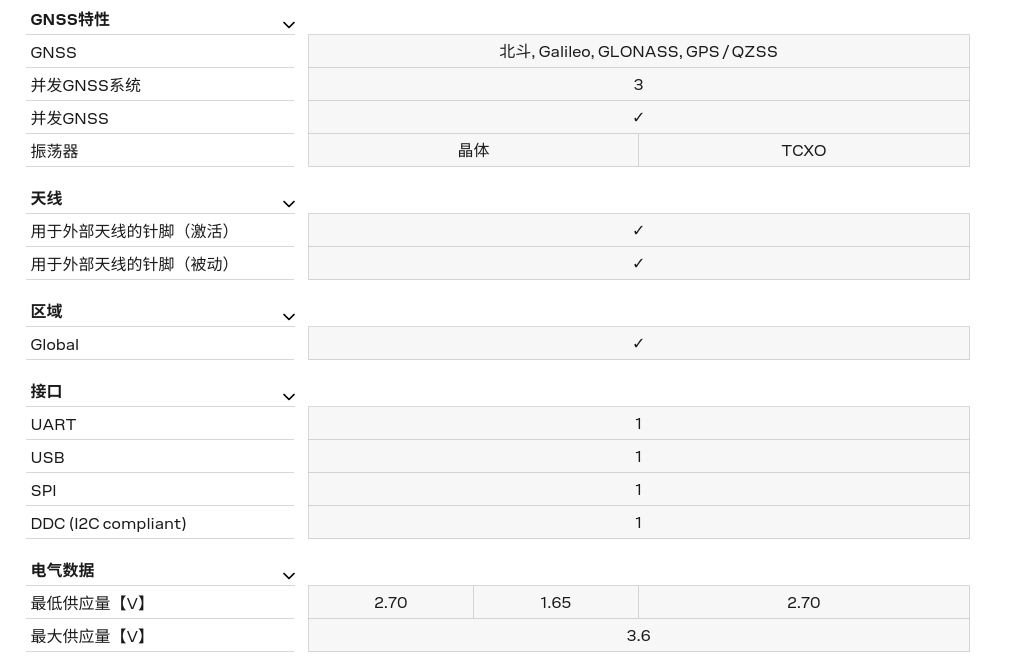 GNSS特性
GNSS 北斗, Galileo, GLONASS, GPS / QZSS
并发GNSS系统 3
并发GNSS ✓
振荡器 晶体 TCXO
天线
用于外部天线的针脚（激活） ✓
用于外部天线的针脚（被动） ✓
区域
Global ✓
接口
UART 1
USB 1
SPI 1
DDC (I2C compliant) 1
电气数据
最低供应量【V】 2.70 1.65 2.70
最大供应量【V】 3.6